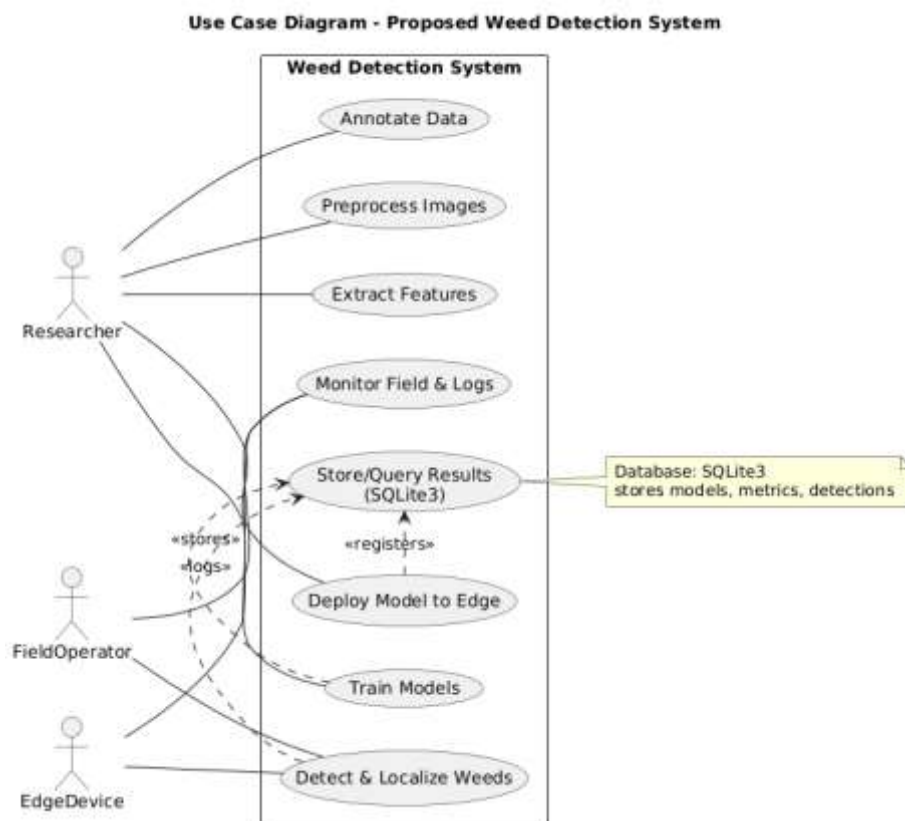 Use Case Diagram - Proposed Weed Detection System
Weed Detection System
Annotate Data
Preprocess Images
Extract Features
Researcher
Monitor Field & Logs
Store/Query Results
(SQLite3)
Database: SQLite3
stores models, metrics, detections
«stores»
«registers»
«logs»
Deploy Model to Edge
FieldOperator
Train Models
Detect & Localize Weeds
EdgeDevice